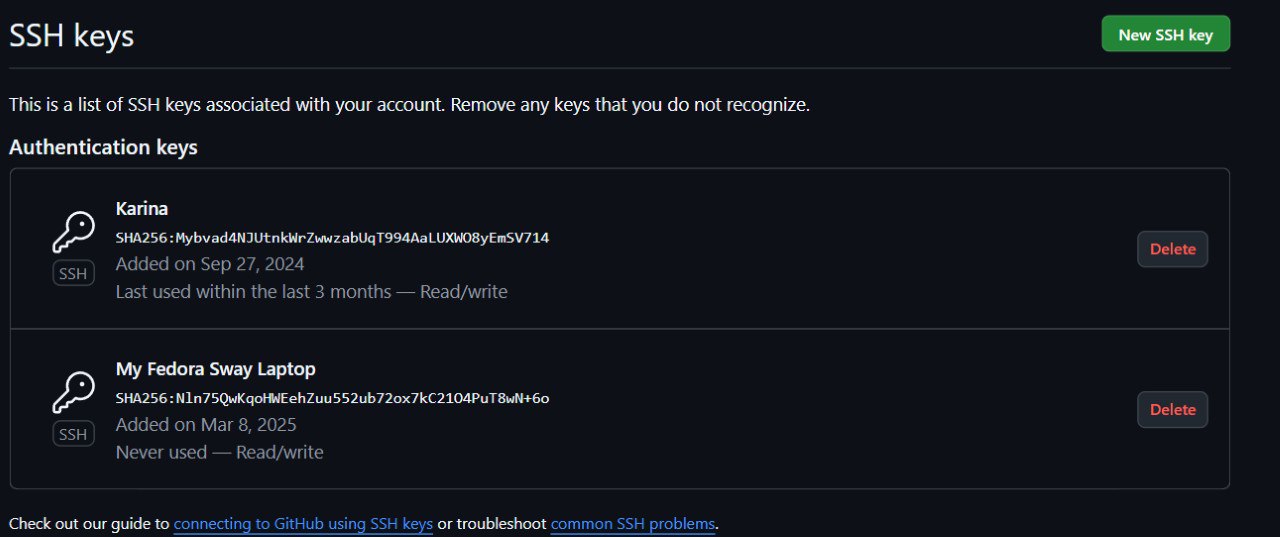 SSH keys
New SSH key
This is a list of SSH keys associated with your account. Remove any keys that you do not recognize.
Authentication keys
Karina
SHA256:Mybvad4NJUtnkWrZwwzabUqT994AaLUXWO8yEmSV714
SSH
Added on Sep 27, 2024
Last used within the last 3 months — Read/write
Delete
My Fedora Sway Laptop
SHA256:Nln75QwKqoHWEehZuu552ub72ox7kC21O4PuT8wN+6o
SSH
Added on Mar 8, 2025
Never used — Read/write
Delete
Check out our guide to connecting to GitHub using SSH keys or troubleshoot common SSH problems.